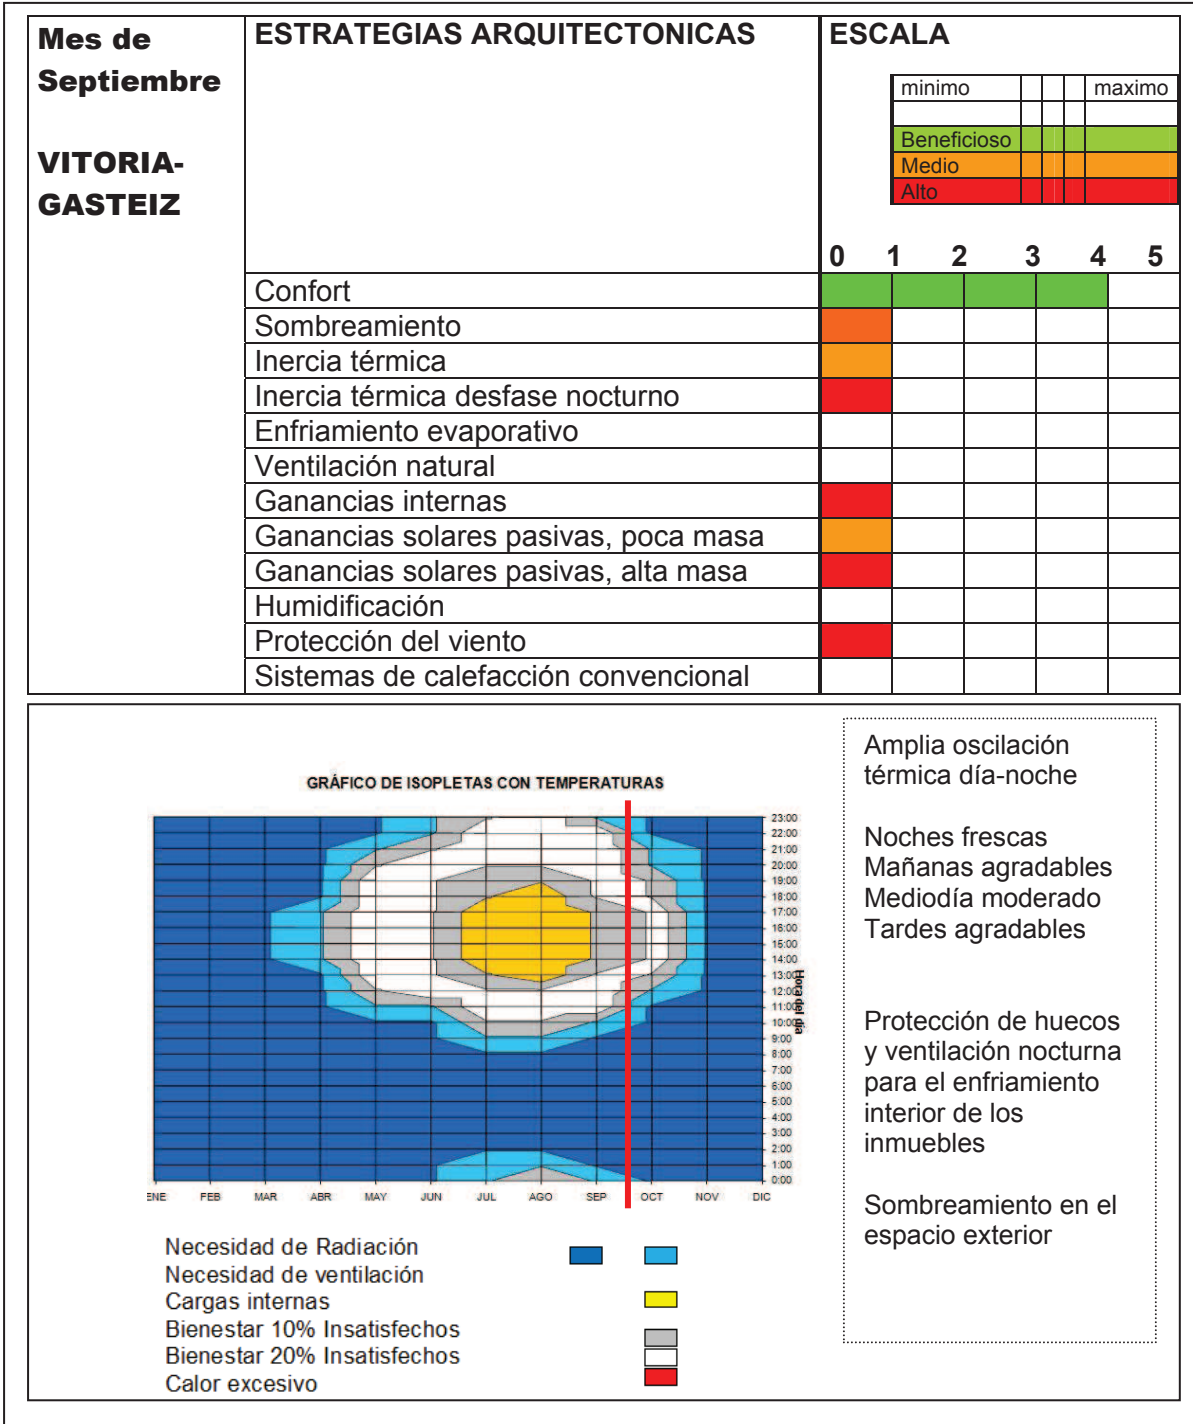 Mes de
Septiembre
VITORIA-
GASTEIZ
ESTRATEGIAS ARQUITECTONICAS
ESCALA
minimo maximo
Beneficioso
Medio
Alto
0 1 2 3 4 5
Confort
Sombreamiento
Inercia térmica
Inercia térmica desfase nocturno
Enfriamiento evaporativo
Ventilación natural
Ganancias internas
Ganancias solares pasivas, poca masa
Ganancias solares pasivas, alta masa
Humidificación
Protección del viento
Sistemas de calefacción convencional
GRÁFICO DE ISOPLETAS CON TEMPERATURAS
23:00
22:00
21:00
20:00
19:00
18:00
17:00
16:00
15:00
14:00
13:00
12:00
11:00
10:00
9:00
8:00
7:00
6:00
5:00
4:00
3:00
2:00
1:00
0:00
Hora del día
ENE FEB MAR ABR MAY JUN JUL AGO SEP OCT NOV DIC
Necesidad de Radiación
Necesidad de ventilación
Cargas internas
Bienestar 10% Insatisfechos
Bienestar 20% Insatisfechos
Calor excesivo
Amplia oscilación
térmica día-noche
Noches frescas
Mañanas agradables
Mediodía moderado
Tardes agradables
Protección de huecos
y ventilación nocturna
para el enfriamiento
interior de los
inmuebles
Sombreamiento en el
espacio exterior